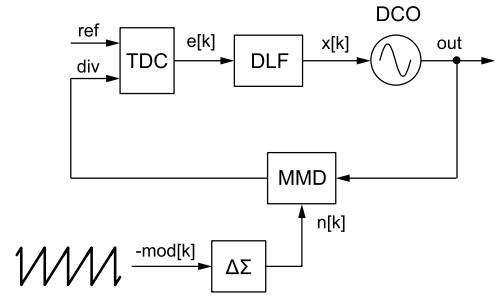 DCO
ref
e[k]
x[k]
out
TDC
DLF
div
MMD
n[k]
-mod[k]
ΔΣ